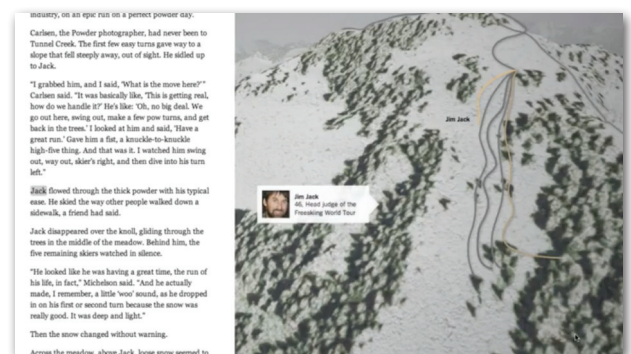 industry, on an epic run on a perfect powder day.
Carlsen, the Powder photographer, had never been to
Tunnel Creek. The first few easy turns gave way to a
slope that fell steeply away, out of sight. He sidled up
to Jack.
“I grabbed him, and I said, ‘What is the move here?’ ”
Carlsen said. “It was basically like, ‘This is getting real,
how do we handle it?’ He’s like: ‘Oh, no big deal. We
go out here, swing out, make a few pow turns, and get
back in the trees.’ I looked at him and said, ‘Have a
great run.’ Gave him a fist, a knuckle-to-knuckle
high-five thing. And that was it. I watched him swing
out, way out, skier’s right, and then dive into his turn
left.”
Jack flowed through the thick powder with his typical
ease. He skied the way other people walked down a
sidewalk, a friend had said.
Jack disappeared over the knoll, gliding through the
trees in the middle of the meadow. Behind him, the
five remaining skiers watched in silence.
“He looked like he was having a great time, the run of
his life, in fact,” Michelson said. “And he actually
made, I remember, a little ‘woo’ sound, as he dropped
in on his first or second turn because the snow was
really good. It was deep and light.”
Then the snow changed without warning.
Across the meadow, above Jack, loose snow seemed to
Jim Jack
Jim Jack
46, Head judge of the
Freeskiing World Tour